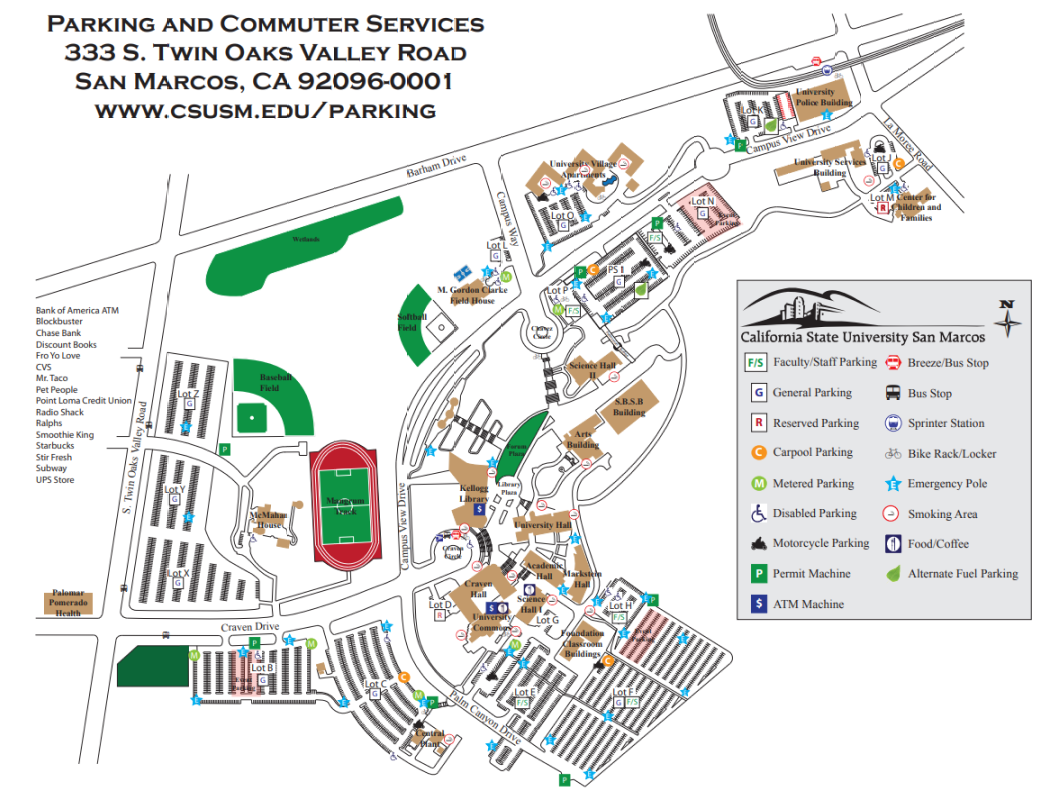 PARKING AND COMMUTER SERVICES
333 S. TWIN OAKS VALLEY ROAD
SAN MARCOS, CA 92096-0001
WWW.CSUSM.EDU/PARKING
University
Police Building
Lot K
G
Campus View Drive
La Moree Road
Barham Drive
University Village
Apartments
University Services
Building
Lot J
G
Lot M
R
Center for
Children and
Families
Campus Way
Lot O
G
Lot N
G
Event
Parking
F/S
Wetlands
Lot L
G
PS I
G
Lot P
F/S
M. Gordon Clarke
Field House
Softball
Field
Chavez
Circle
Science Hall
II
S.B.S.B
Building
Arts
Building
Bank of America ATM
Blockbuster
Chase Bank
Discount Books
Fro Yo Love
CVS
Mr. Taco
Pet People
Point Loma Credit Union
Radio Shack
Ralphs
Smoothie King
Starbucks
Stir Fresh
Subway
UPS Store
S. Twin Oaks Valley Road
Lot Z
G
Baseball
Field
Forum
Plaza
Library
Plaza
Kellogg
Library
Lot Y
G
McMahan
House
Mangrum
Track
Campus View Drive
University Hall
Craven
Circle
Lot X
G
Academic
Hall
Markstein
Hall
Craven
Hall
Science
Hall I
University
Commons
Lot D
R
Lot G
Lot H
F/S
Foundation
Classroom
Buildings
Event
Parking
Palomar
Pomerado
Health
Craven Drive
Lot B
G
Event
Parking
Lot C
G
Palm Canyon Drive
Lot E
F/S
Lot F
G F/S
Central
Plant
N
California State University San Marcos
F/S Faculty/Staff Parking
G General Parking
R Reserved Parking
C Carpool Parking
M Metered Parking
Disabled Parking
Motorcycle Parking
P Permit Machine
$ ATM Machine
Breeze/Bus Stop
Bus Stop
Sprinter Station
Bike Rack/Locker
E Emergency Pole
Smoking Area
Food/Coffee
Alternate Fuel Parking